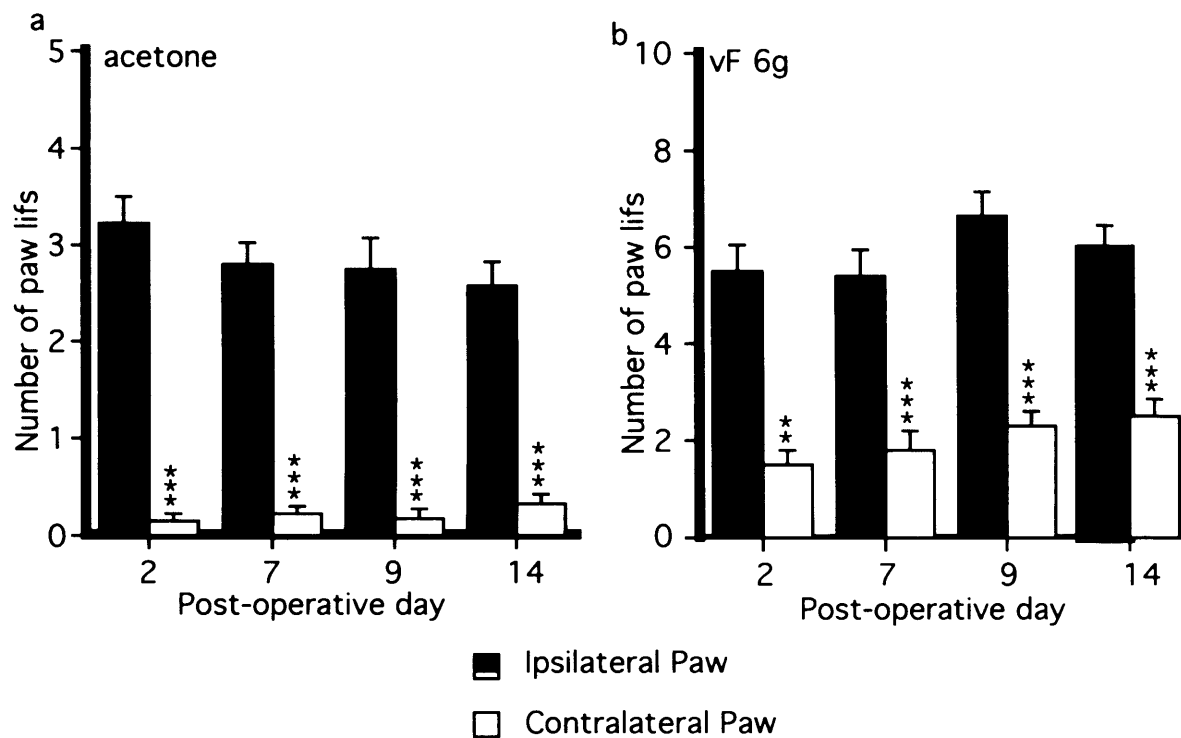 a
acetone
5
4
3
2
1
0
Number of paw lifs
***
***
***
***
2 7 9 14
Post-operative day
b
vF 6g
10
8
6
4
2
0
Number of paw lifs
**
***
***
***
2 7 9 14
Post-operative day
Ipsilateral Paw
Contralateral Paw